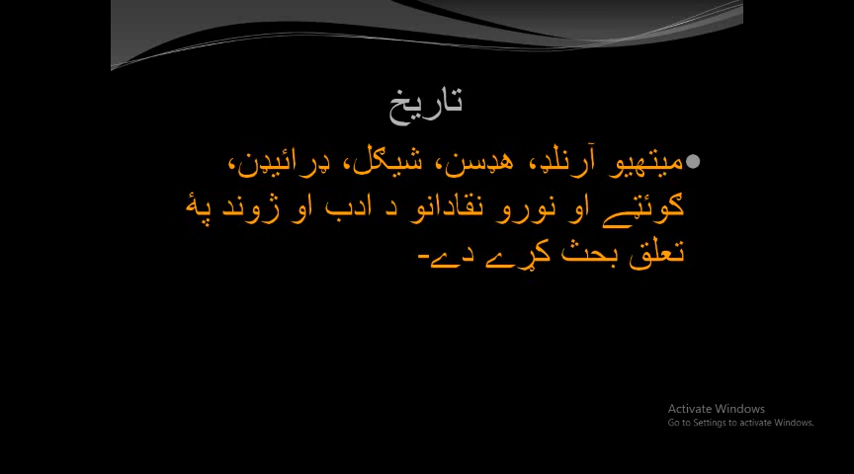 تاریخ
میتهیو آرنلډ، هډسن، شیګل، ډرائیډن،
ګوئټے او نورو نقادانو د ادب او ژوند پۀ
تعلق بحث کړے دے-
Activate Windows
Go to Settings to activate Windows.